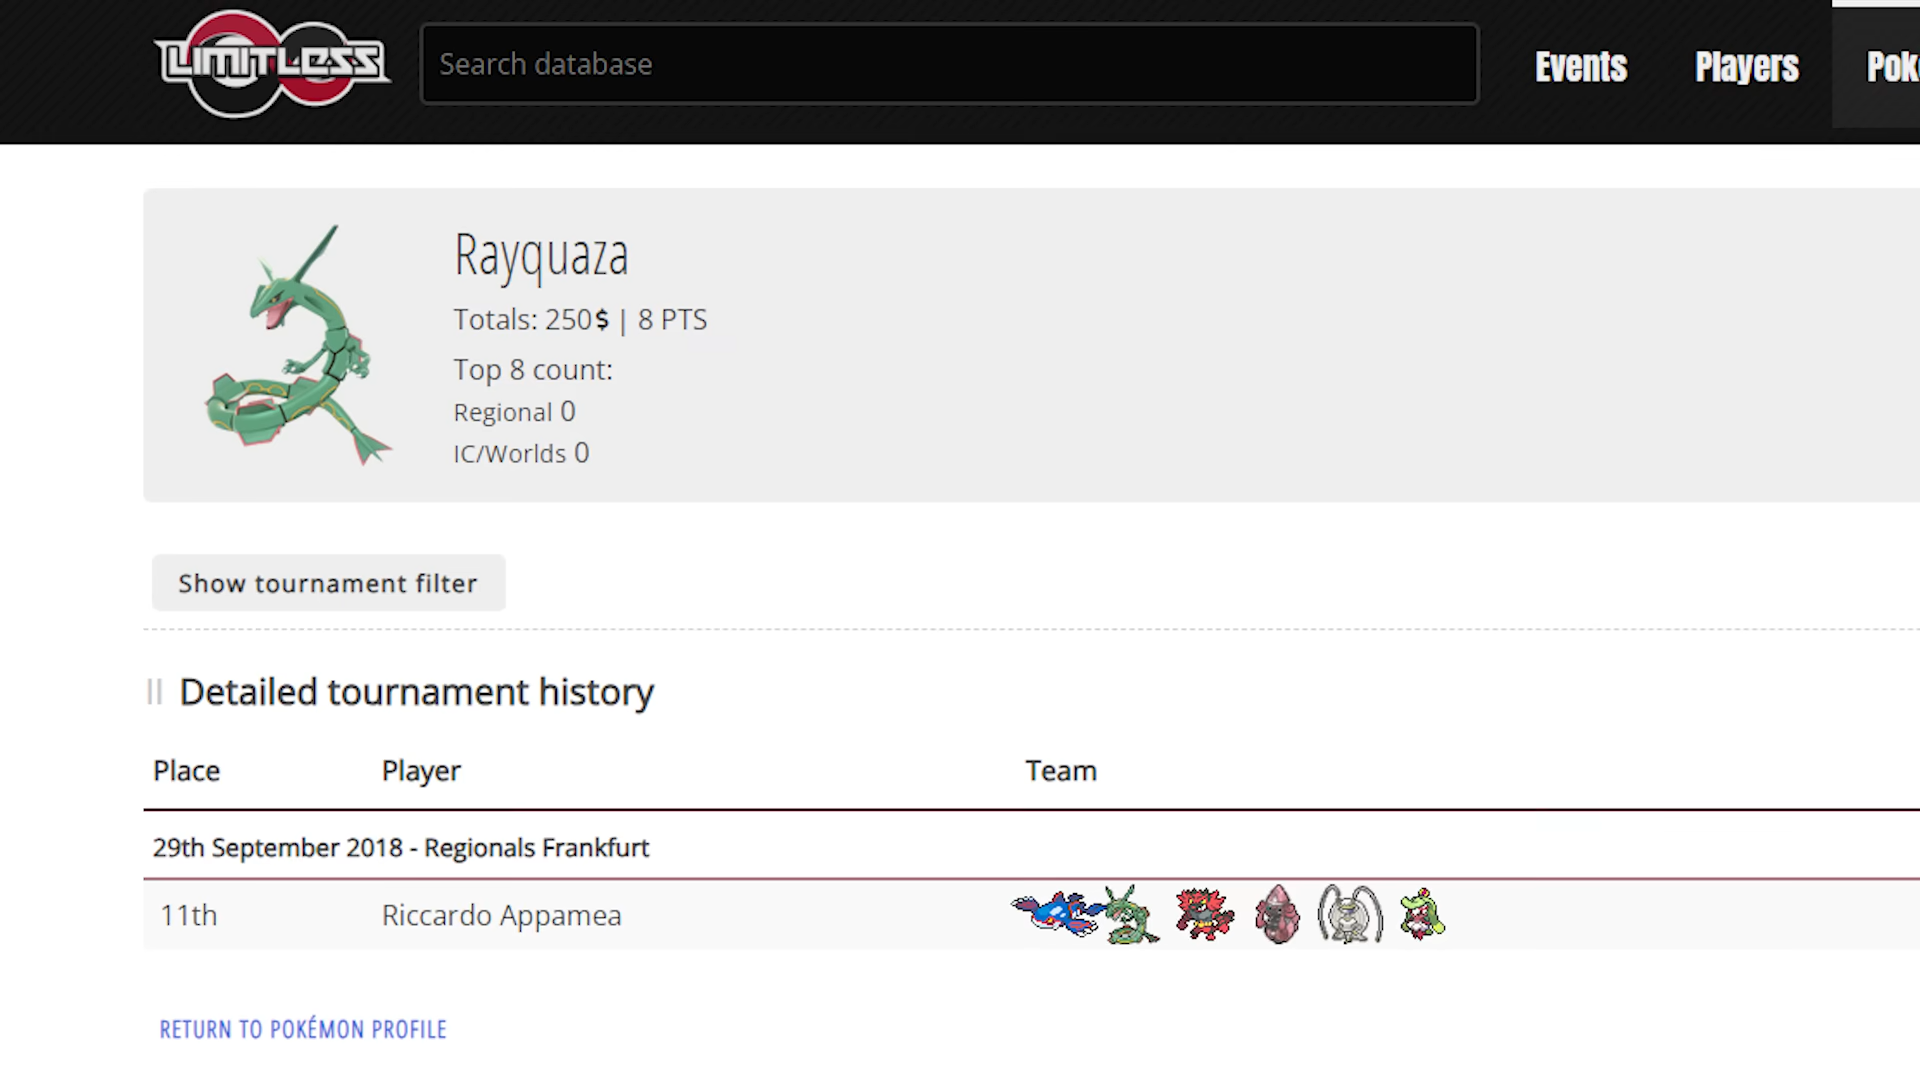 LIMITLESS
Search database
Events
Players
Pok
Rayquaza
Totals: 250$ | 8 PTS
Top 8 count:
Regional 0
IC/Worlds 0
Show tournament filter
Detailed tournament history
Place Player Team
29th September 2018 - Regionals Frankfurt
11th Riccardo Appamea
RETURN TO POKÉMON PROFILE